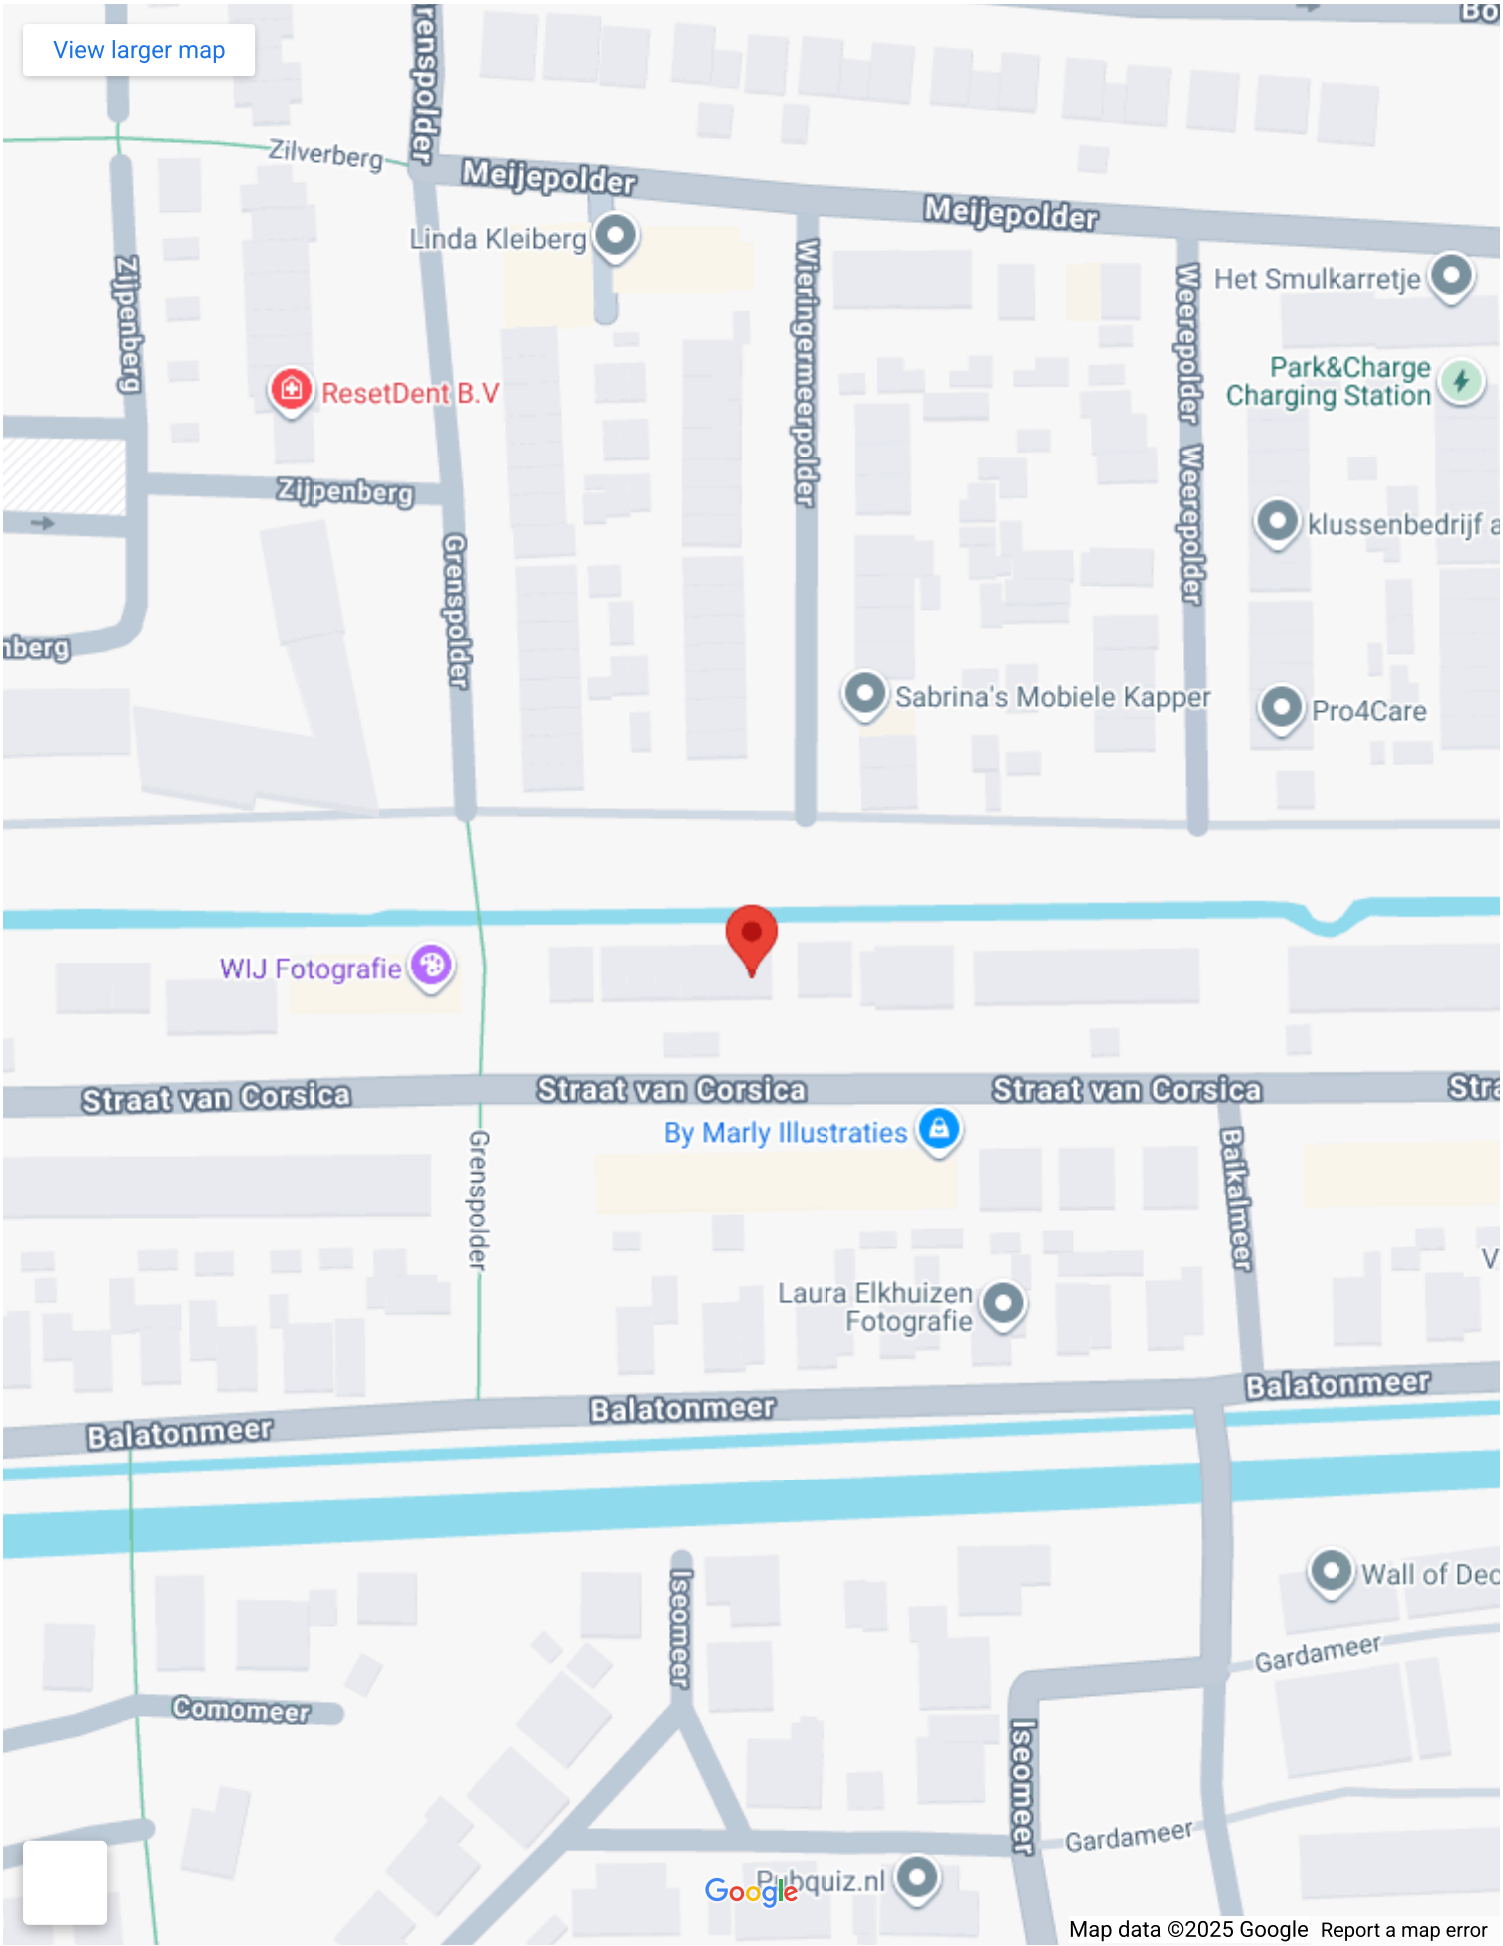 Bo
View larger map
renspolder
Zilverberg
Meijepolder
Meijepolder
Linda Kleiberg
Zijpenberg
Wieringermeerpolder
Weerepolder
Het Smulkarretje
Park&Charge
Charging Station
ResetDent B.V
Zijpenberg
Weerepolder
klussenbedrijf a
Grenspolder
nberg
Sabrina's Mobiele Kapper
Pro4Care
WIJ Fotografie
Straat van Corsica
Straat van Corsica
Straat van Corsica
Stra
By Marly Illustraties
Grenspolder
Baikalmeer
V
Laura Elkhuizen
Fotografie
Balatonmeer
Balatonmeer
Balatonmeer
Iseomeer
Wall of Dec
Gardameer
Comomeer
Iseomeer
Gardameer
Pubquiz.nl
Google
Map data ©2025 Google
Report a map error